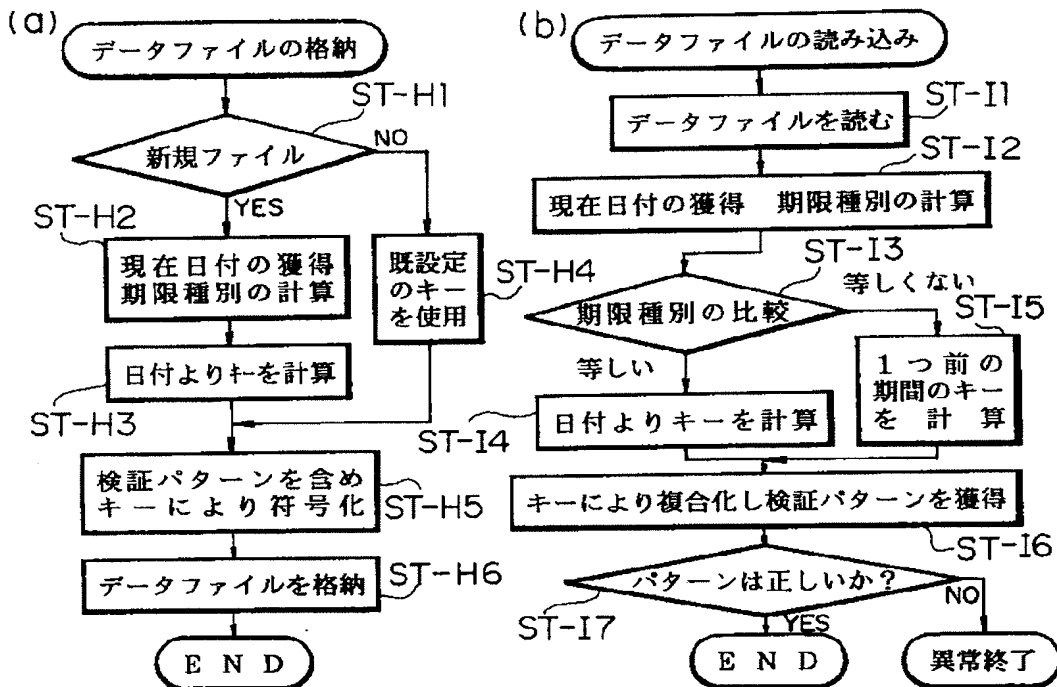 (a)
データファイルの格納
ST-H1
新規ファイル
NO
YES
ST-H2
現在日付の獲得
期限種別の計算
既設定
のキー
を使用
ST-H4
日付よりキーを計算
ST-H3
検証パターンを含め
キーにより符号化
ST-H5
データファイルを格納
ST-H6
END
(b)
データファイルの読み込み
ST-I1
データファイルを読む
ST-I2
現在日付の獲得 期限種別の計算
ST-I3
期限種別の比較
等しくない
ST-I5
等しい
1つ前の
期間のキー
を計算
日付よりキーを計算
ST-I4
キーにより複合化し検証パターンを獲得
ST-I6
パターンは正しいか?
NO
ST-I7
YES
END
異常終了